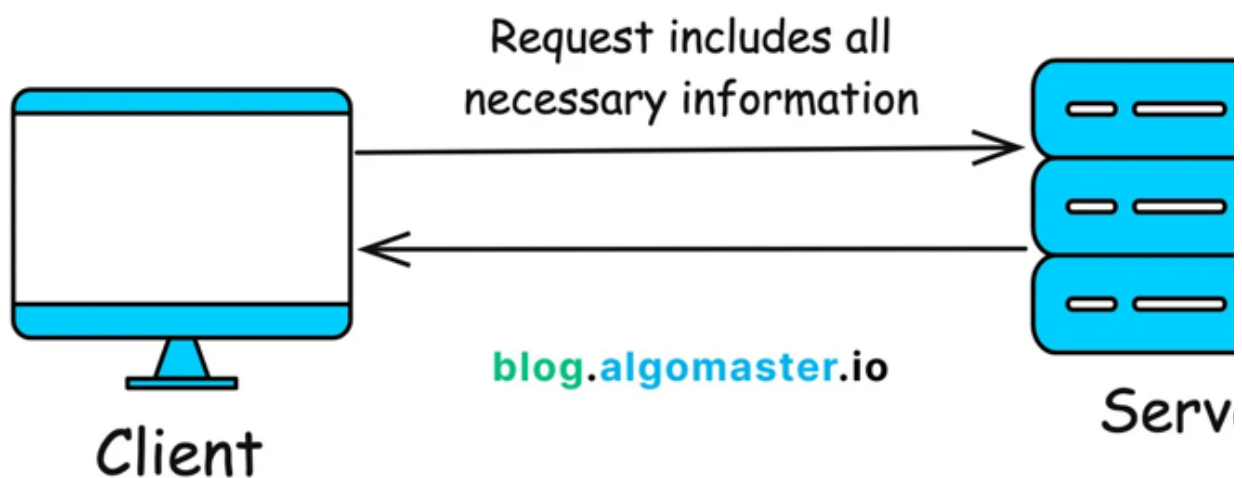 Request includes all
necessary information
blog.algomaster.io
Client